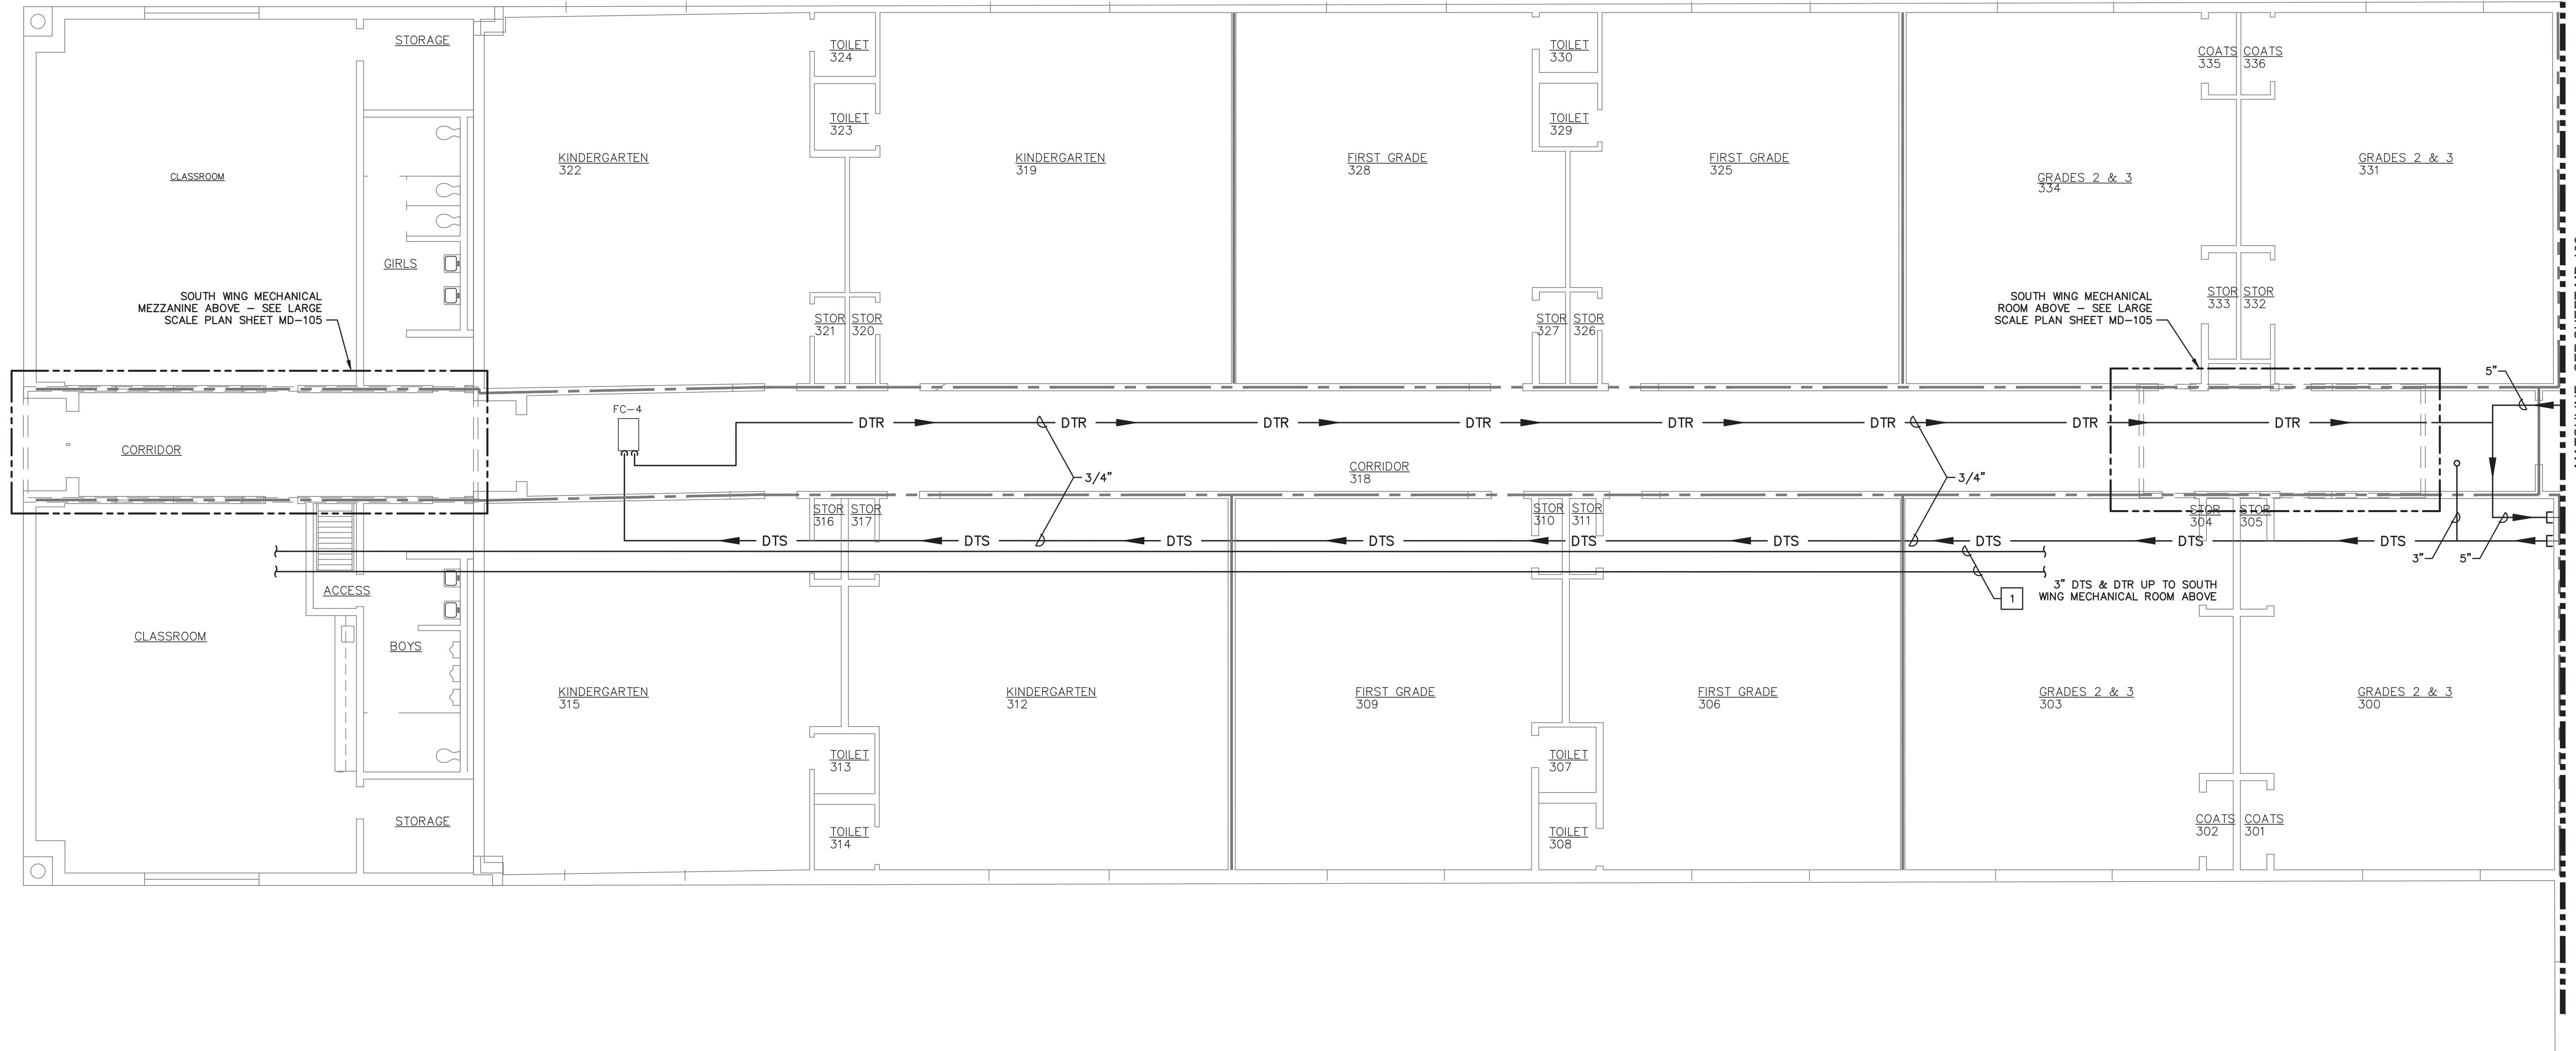 STORAGE
TOILET
324
TOILET
330
COATS
335
COATS
336
TOILET
323
TOILET
329
CLASSROOM
KINDERGARTEN
322
KINDERGARTEN
319
FIRST GRADE
328
FIRST GRADE
325
GRADES 2 & 3
334
GRADES 2 & 3
331
GIRLS
SOUTH WING MECHANICAL
MEZZANINE ABOVE – SEE LARGE
SCALE PLAN SHEET MD–105
STOR
321
STOR
320
STOR
327
STOR
326
SOUTH WING MECHANICAL
ROOM ABOVE – SEE LARGE
SCALE PLAN SHEET MD–105
STOR
333
STOR
332
5"
FC–4
DTR
DTR
DTR
DTR
DTR
DTR
DTR
DTR
CORRIDOR
CORRIDOR
318
3/4"
3/4"
STOR
316
STOR
317
STOR
310
STOR
311
STOR
304
STOR
305
DTS
DTS
DTS
DTS
DTS
DTS
DTS
DTS
DTS
3"
5"
3" DTS & DTR UP TO SOUTH
WING MECHANICAL ROOM ABOVE
1
ACCESS
CLASSROOM
BOYS
KINDERGARTEN
315
KINDERGARTEN
312
FIRST GRADE
309
FIRST GRADE
306
GRADES 2 & 3
303
GRADES 2 & 3
300
TOILET
313
TOILET
307
STORAGE
TOILET
314
TOILET
308
COATS
302
COATS
301